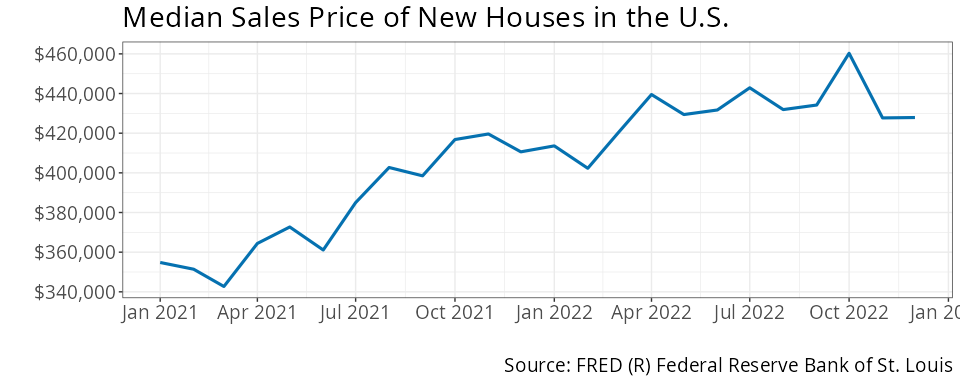 Median Sales Price of New Houses in the U.S.
$460,000
$440,000
$420,000
$400,000
$380,000
$360,000
$340,000
Jan 2021 Apr 2021 Jul 2021 Oct 2021 Jan 2022 Apr 2022 Jul 2022 Oct 2022 Jan 20
Source: FRED (R) Federal Reserve Bank of St. Louis